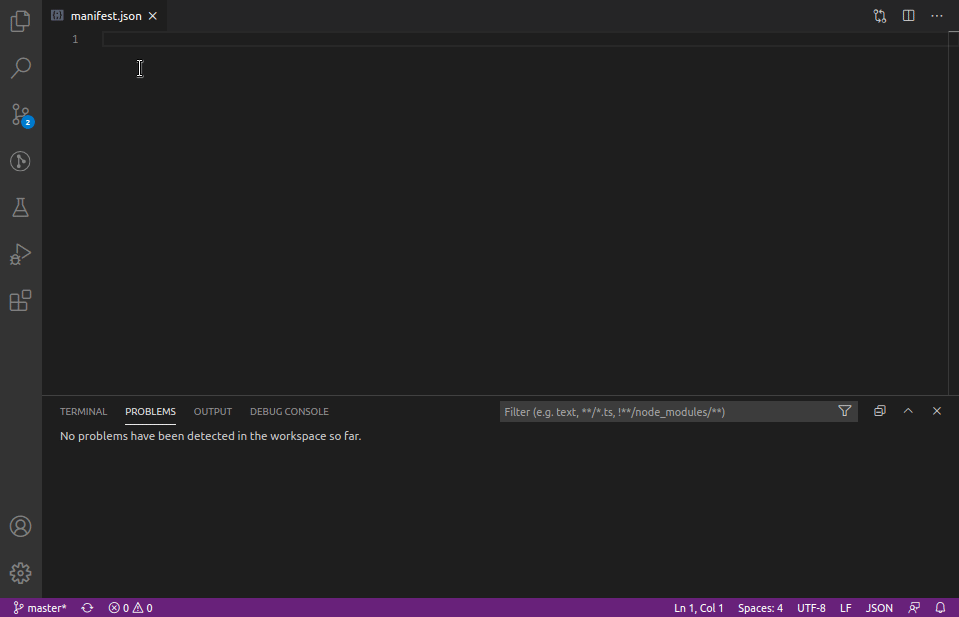 manifest.json
1
2
TERMINAL PROBLEMS OUTPUT DEBUG CONSOLE Filter (e.g. text, **/*.ts, !**/node_modules/**)
No problems have been detected in the workspace so far.
master* 0 0 Ln 1, Col 1 Spaces: 4 UTF-8 LF JSON